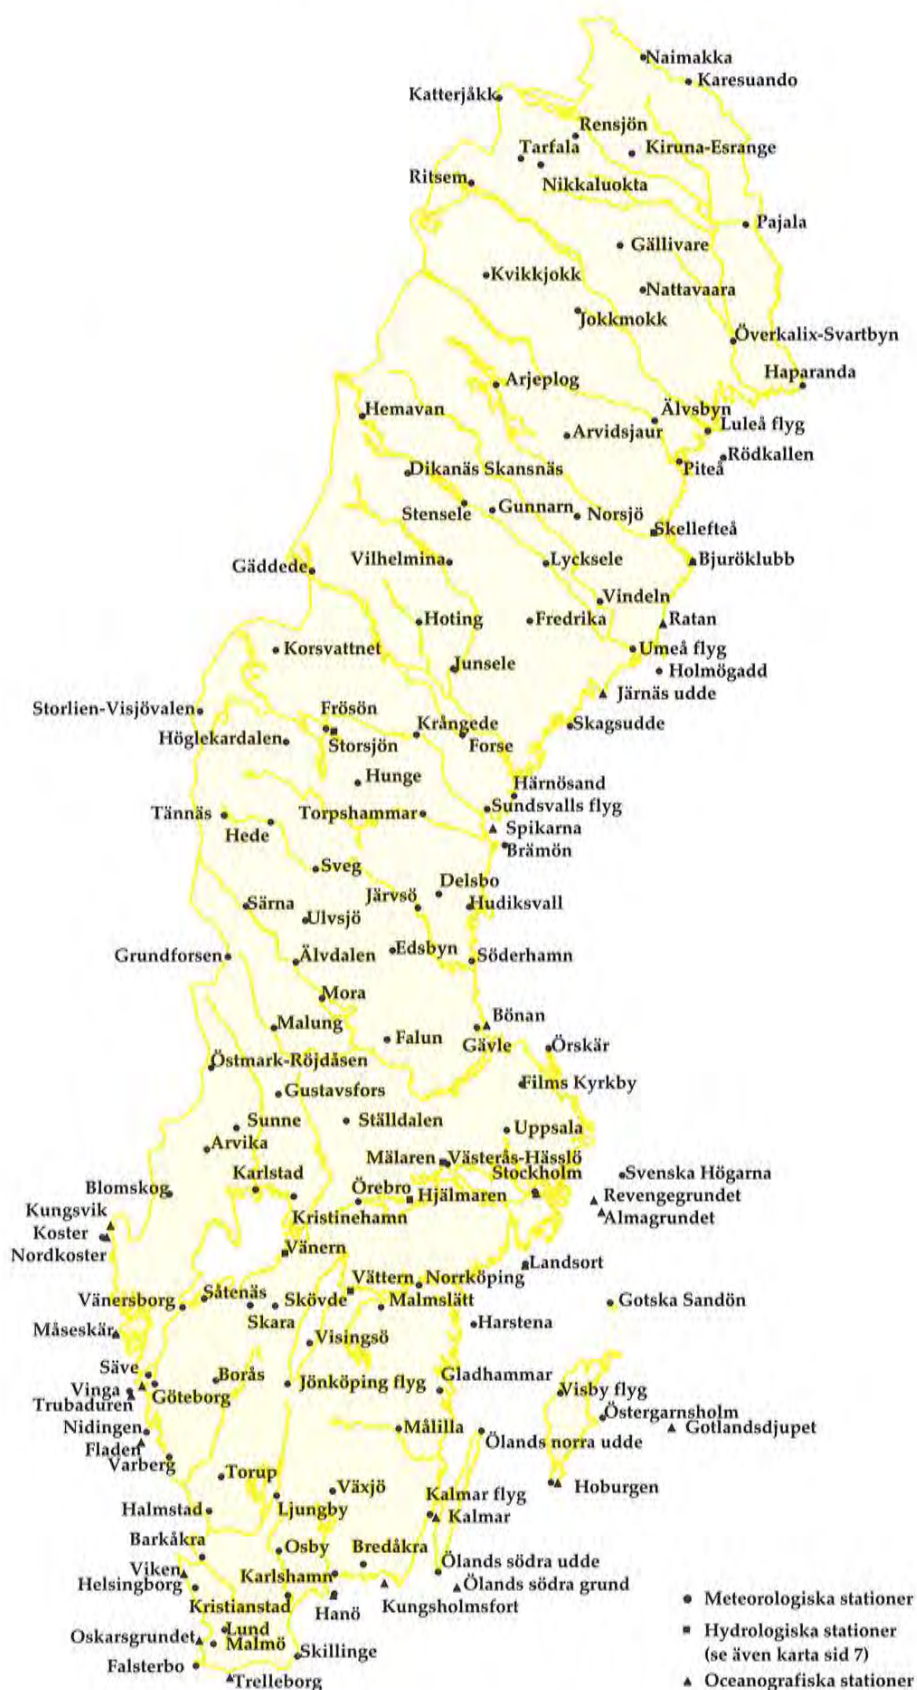 Naimakka
Karesuando
Katterjåkk
Rensjön
Tarfala
Kiruna-Esrange
Ritsem
Nikkaluokta
Pajala
Gällivare
Kvikkjokk
Nattavaara
Jokkmokk
Överkalix-Svartbyn
Haparanda
Arjeplog
Hemavan
Älvsbyn
Luleå flyg
Arvidsjaur
Rödkallen
Piteå
Dikanäs Skansnäs
Stensele
Gunnarn
Norsjö
Skellefteå
Gäddede
Vilhelmina
Lycksele
Bjuröklubb
Vindeln
Hoting
Fredrika
Ratan
Korsvattnet
Umeå flyg
Junsele
Holmögadd
Järnäs udde
Storlien-Visjövalen
Frösön
Krångede
Skagsudde
Höglekardalen
Storsjön
Forse
Hunge
Härnösand
Sundsvalls flyg
Tännäs
Torpshammar
Hede
Spikarna
Brämön
Sveg
Delsbo
Särna
Järvsö
Hudiksvall
Ulvsjö
Grundforsen
Älvdalen
Edsbyn
Söderhamn
Mora
Malung
Bönan
Falun
Gävle
Örskär
Östmark-Röjdåsen
Films Kyrkby
Gustavsfors
Sunne
Ställdalen
Uppsala
Arvika
Mälaren
Västerås-Hässlö
Karlstad
Stockholm
Svenska Högarna
Blomskog
Örebro
Hjälmaren
Revengegrundet
Kungsvik
Kristinehamn
Almagrundet
Koster
Nordkoster
Vänern
Landsort
Vättern
Norrköping
Såtenäs
Vänersborg
Skövde
Malmslätt
Gotska Sandön
Skara
Harstena
Måseskär
Visingsö
Säve
Borås
Jönköping flyg
Gladhammar
Vinga
Göteborg
Visby flyg
Trubaduren
Östergarnsholm
Nidingen
Målilla
Gotlandsdjupet
Fladen
Ölands norra udde
Varberg
Torup
Växjö
Hoburgen
Ljungby
Kalmar flyg
Halmstad
Kalmar
Barkåkra
Osby
Bredåkra
Ölands södra udde
Viken
Karlshamn
Helsingborg
Ölands södra grund
Kristianstad
Hanö
Kungsholmsfort
Meteorologiska stationer
Lund
Hydrologiska stationer
Oskarsgrundet
Malmö
Skillinge
(se även karta sid 7)
Falsterbo
Trelleborg
Oceanografiska stationer